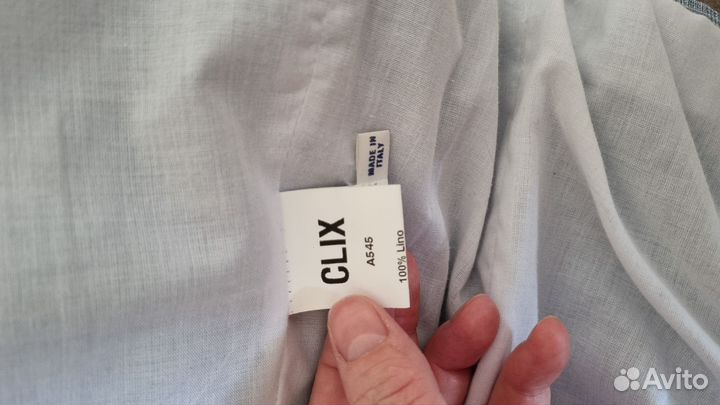 MADE IN
ITALY
CLIX
A545
100% Lino
Avito